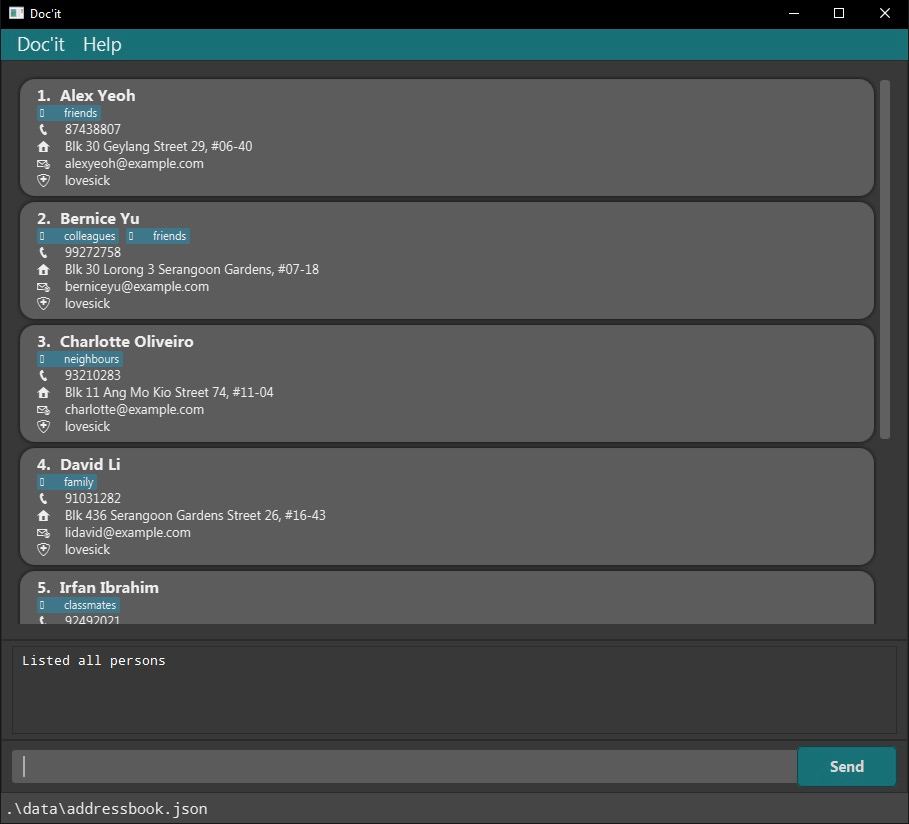 Doc'it
Doc'it Help
1. Alex Yeoh
friends
87438807
Blk 30 Geylang Street 29, #06-40
alexyeoh@example.com
lovesick
2. Bernice Yu
colleagues friends
99272758
Blk 30 Lorong 3 Serangoon Gardens, #07-18
berniceyu@example.com
lovesick
3. Charlotte Oliveiro
neighbours
93210283
Blk 11 Ang Mo Kio Street 74, #11-04
charlotte@example.com
lovesick
4. David Li
family
91031282
Blk 436 Serangoon Gardens Street 26, #16-43
lidavid@example.com
lovesick
5. Irfan Ibrahim
classmates
92492021
Listed all persons
Send
.\data\addressbook.json